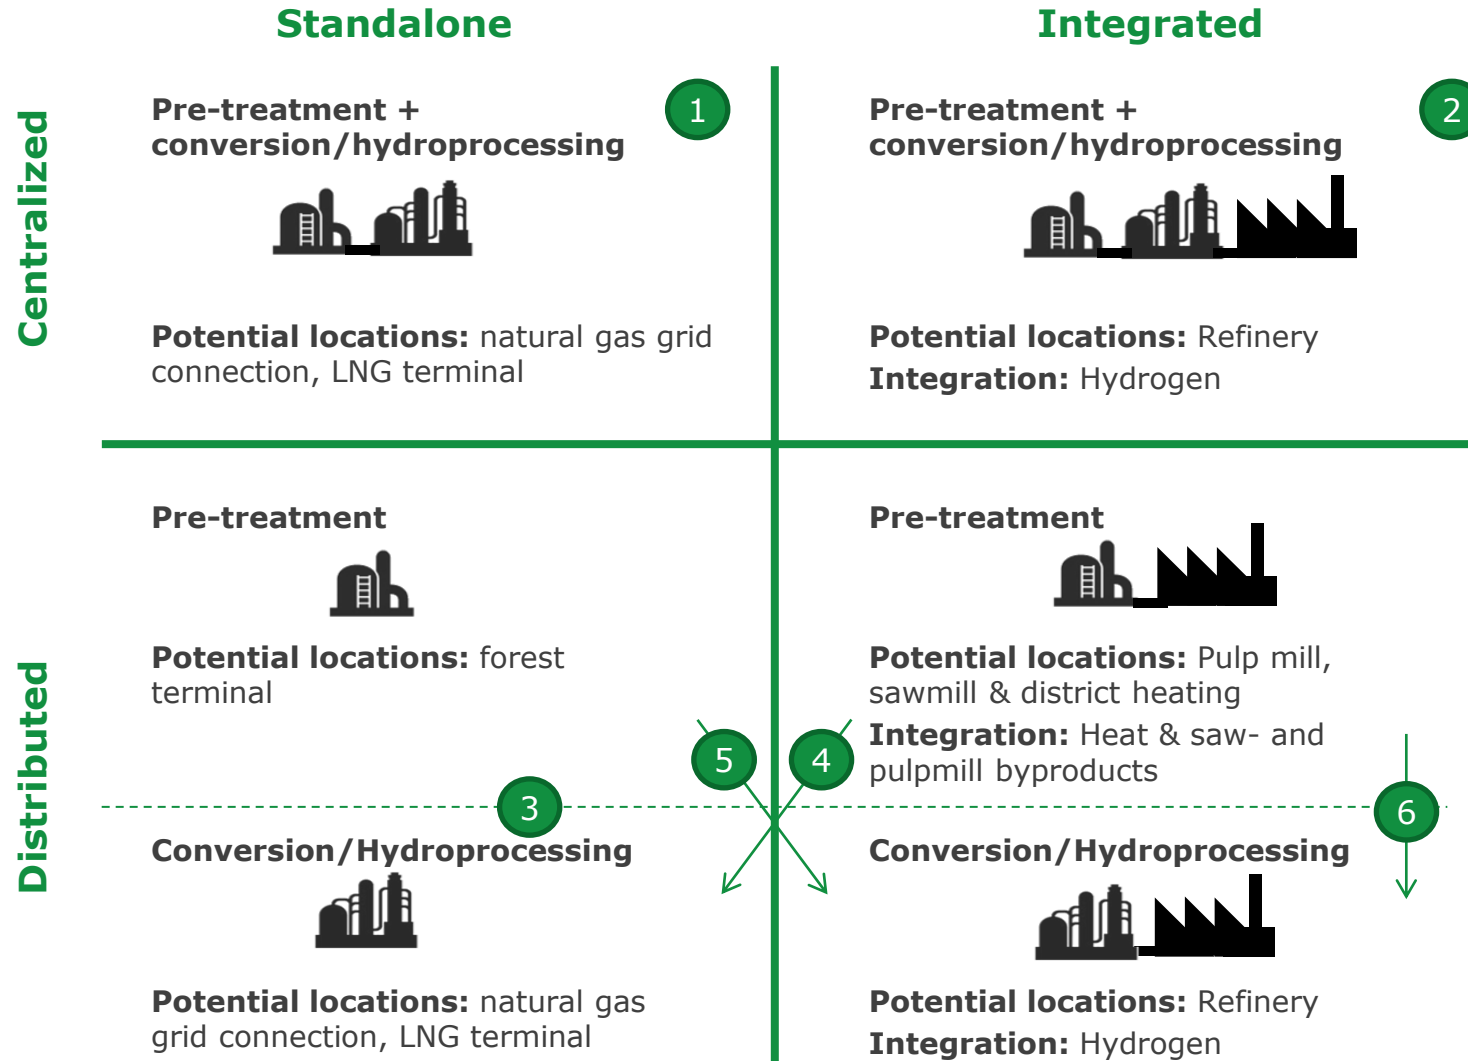 Standalone
Integrated
Centralized
Pre-treatment +
conversion/hydroprocessing
1
Potential locations: natural gas grid
connection, LNG terminal
Pre-treatment +
conversion/hydroprocessing
2
Potential locations: Refinery
Integration: Hydrogen
Distributed
Pre-treatment
Potential locations: forest
terminal
5
3
Conversion/Hydroprocessing
Potential locations: natural gas
grid connection, LNG terminal
Pre-treatment
Potential locations: Pulp mill,
sawmill & district heating
Integration: Heat & saw- and
pulpmill byproducts
4
6
Conversion/Hydroprocessing
Potential locations: Refinery
Integration: Hydrogen